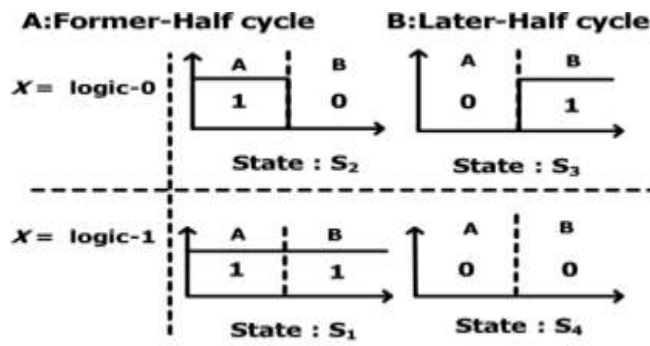 A:Former-Half cycle B:Later-Half cycle
X = logic-0
A B
1 0
State : S₂
A B
0 1
State : S₃
X = logic-1
A B
1 1
State : S₁
A B
0 0
State : S₄